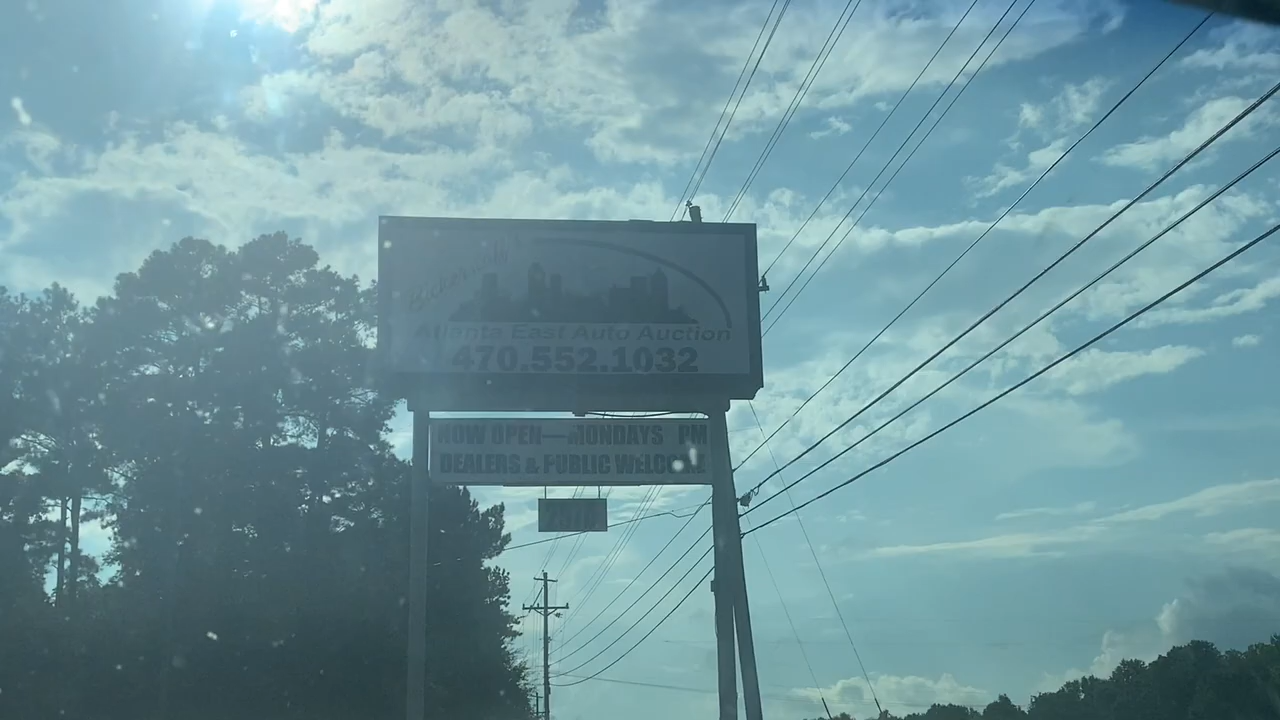 Atlanta East Auto Auction
470.552.1032
NOW OPEN—MONDAYS PM
DEALERS & PUBLIC WELCOME